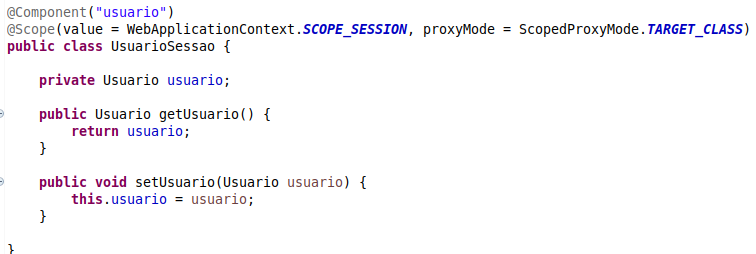 @Component("usuario")
@Scope(value = WebApplicationContext.SCOPE_SESSION, proxyMode = ScopedProxyMode.TARGET_CLASS)
public class UsuarioSessao {
private Usuario usuario;
public Usuario getUsuario() {
return usuario;
}
public void setUsuario(Usuario usuario) {
this.usuario = usuario;
}
}